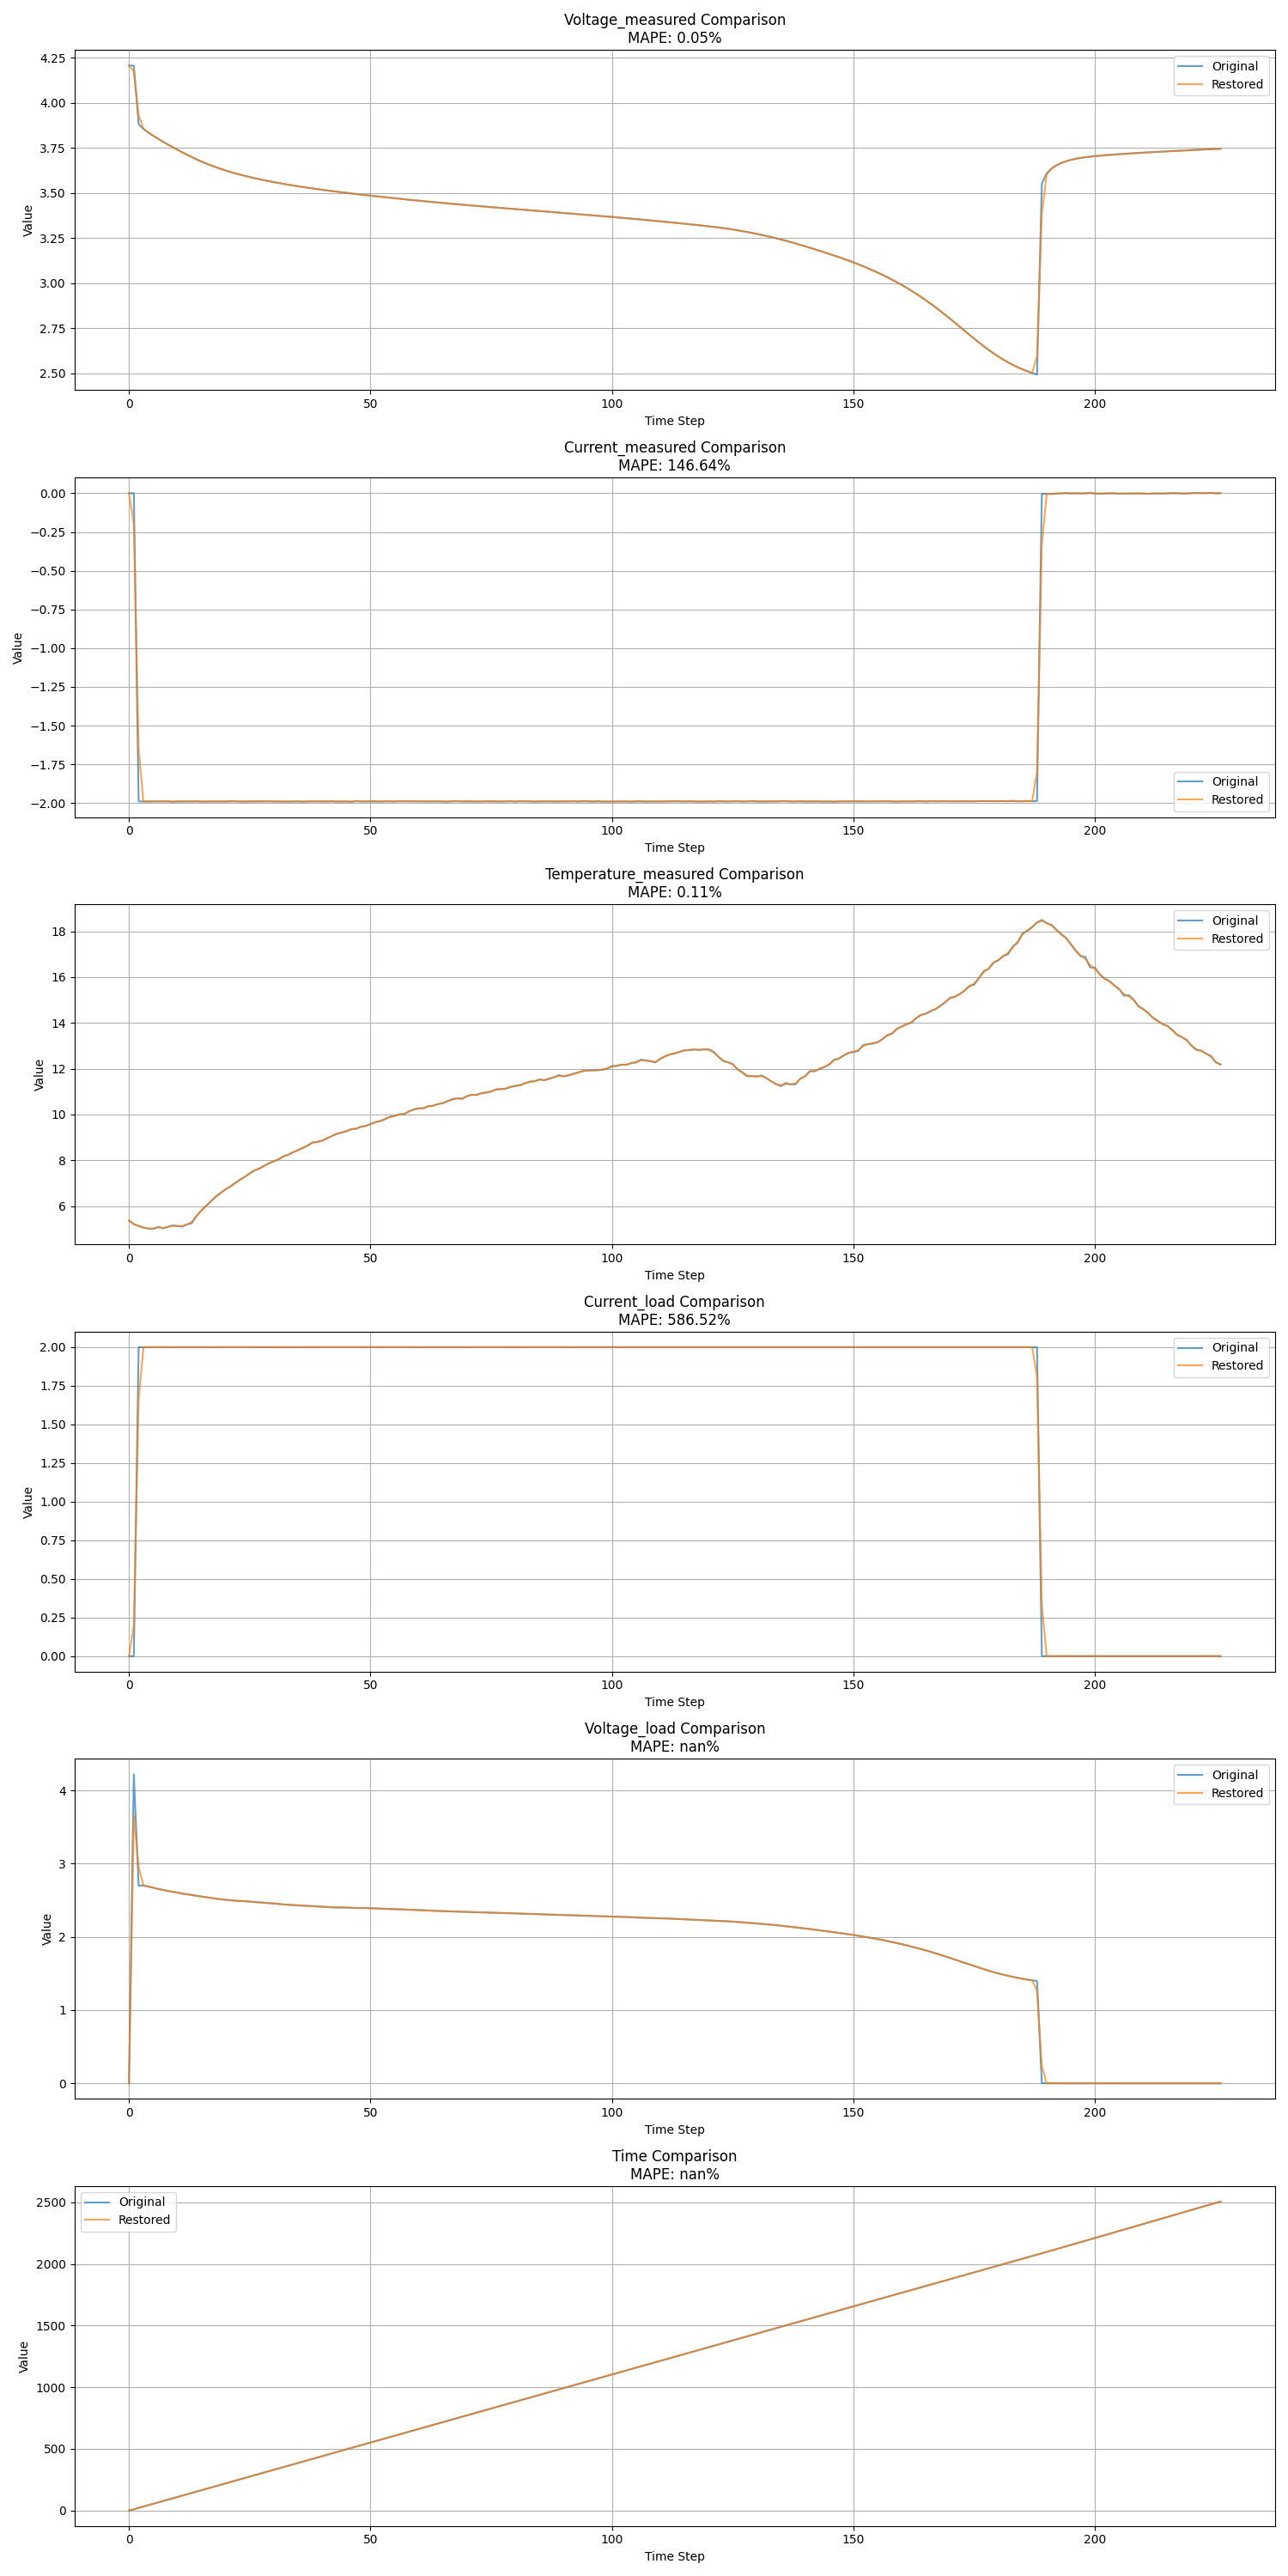 Voltage_measured Comparison
MAPE: 0.05%
Original
Restored
4.25
4.00
3.75
3.50
3.25
3.00
2.75
2.50
Value
0 50 100 150 200
Time Step
Current_measured Comparison
MAPE: 146.64%
0.00
−0.25
−0.50
−0.75
−1.00
−1.25
−1.50
−1.75
−2.00
Value
Original
Restored
0 50 100 150 200
Time Step
Temperature_measured Comparison
MAPE: 0.11%
Original
Restored
18
16
14
12
10
8
6
Value
0 50 100 150 200
Time Step
Current_load Comparison
MAPE: 586.52%
Original
Restored
2.00
1.75
1.50
1.25
1.00
0.75
0.50
0.25
0.00
Value
0 50 100 150 200
Time Step
Voltage_load Comparison
MAPE: nan%
Original
Restored
4
3
2
1
0
Value
0 50 100 150 200
Time Step
Time Comparison
MAPE: nan%
Original
Restored
2500
2000
1500
1000
500
0
Value
0 50 100 150 200
Time Step